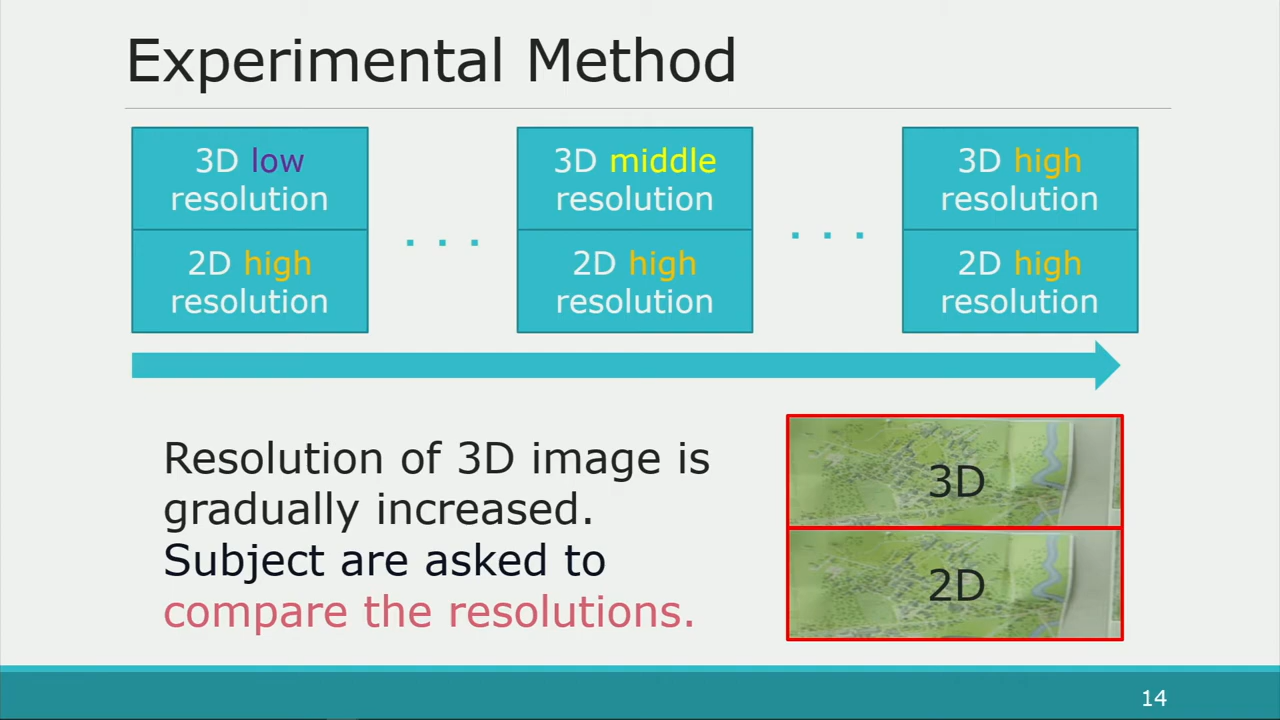 Experimental Method
3D low
resolution
2D high
resolution
. . .
3D middle
resolution
2D high
resolution
. . .
3D high
resolution
2D high
resolution
Resolution of 3D image is
gradually increased.
Subject are asked to
compare the resolutions.
3D
2D
14